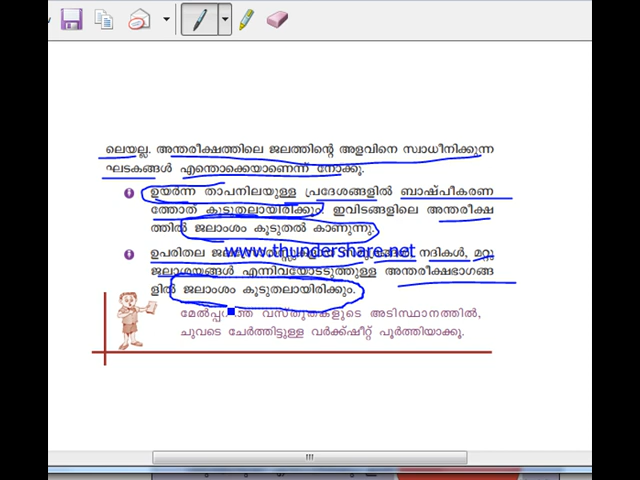 ലെയല്ല. അന്തരീക്ഷത്തിലെ ജലത്തിന്റെ അളവിനെ സ്വാധീനിക്കുന്ന
ഘടകങ്ങൾ എന്തൊക്കെയാണെന്ന് നോക്കൂ.
ഉയർന്ന താപനിലയുള്ള പ്രദേശങ്ങളിൽ ബാഷ്പീകരണ
ത്തോത് കൂടുതലായിരിക്കും. ഇവിടങ്ങളിലെ അന്തരീക്ഷ
ത്തിൽ ജലാംശം കൂടുതൽ കാണുന്നു.
www.thundershare.net
ഉപരിതല നദികൾ, മറ്റു
ജലാശയങ്ങൾ എന്നിവയോടടുത്തുള്ള അന്തരീക്ഷഭാഗങ്ങ
ളിൽ ജലാംശം കൂടുതലായിരിക്കും.
വസ്തുതകളുടെ അടിസ്ഥാനത്തിൽ,
ചുവടെ ചേർത്തിട്ടുള്ള വർക്ക്ഷീറ്റ് പൂർത്തിയാക്കൂ.